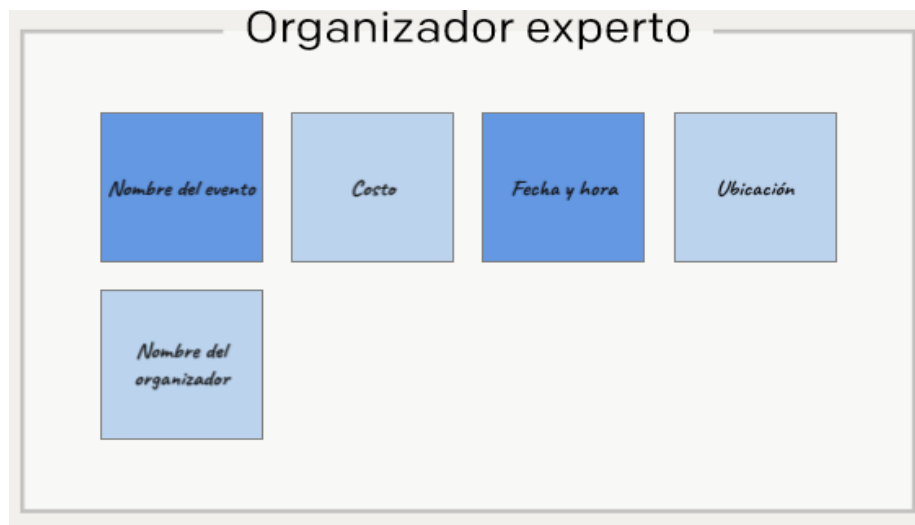 Organizador experto
Nombre del evento
Costo
Fecha y hora
Ubicación
Nombre del
organizador